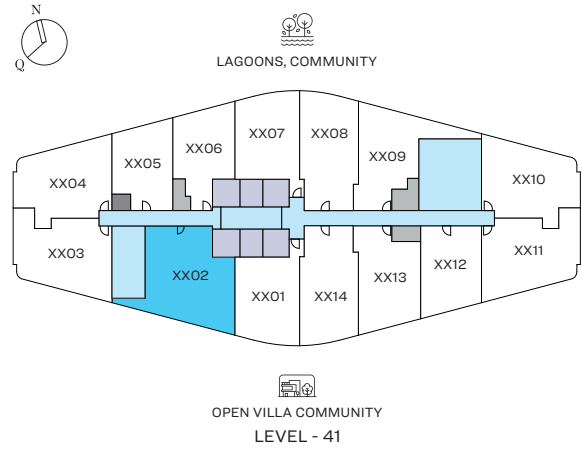 N
Q
LAGOONS, COMMUNITY
XX07 XX08
XX06
XX05 XX09
XX04 XX10
XX03 XX11
XX02 XX12
XX13
XX01 XX14
OPEN VILLA COMMUNITY
LEVEL - 41